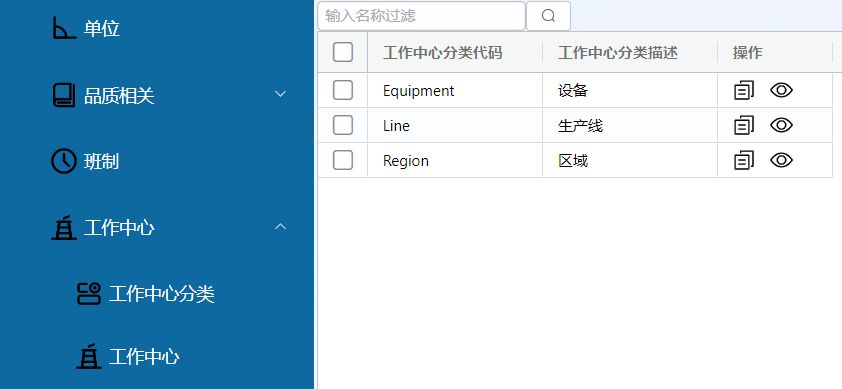 单位
品质相关
班制
工作中心
工作中心分类
工作中心
输入名称过滤
工作中心分类代码 工作中心分类描述 操作
Equipment 设备
Line 生产线
Region 区域